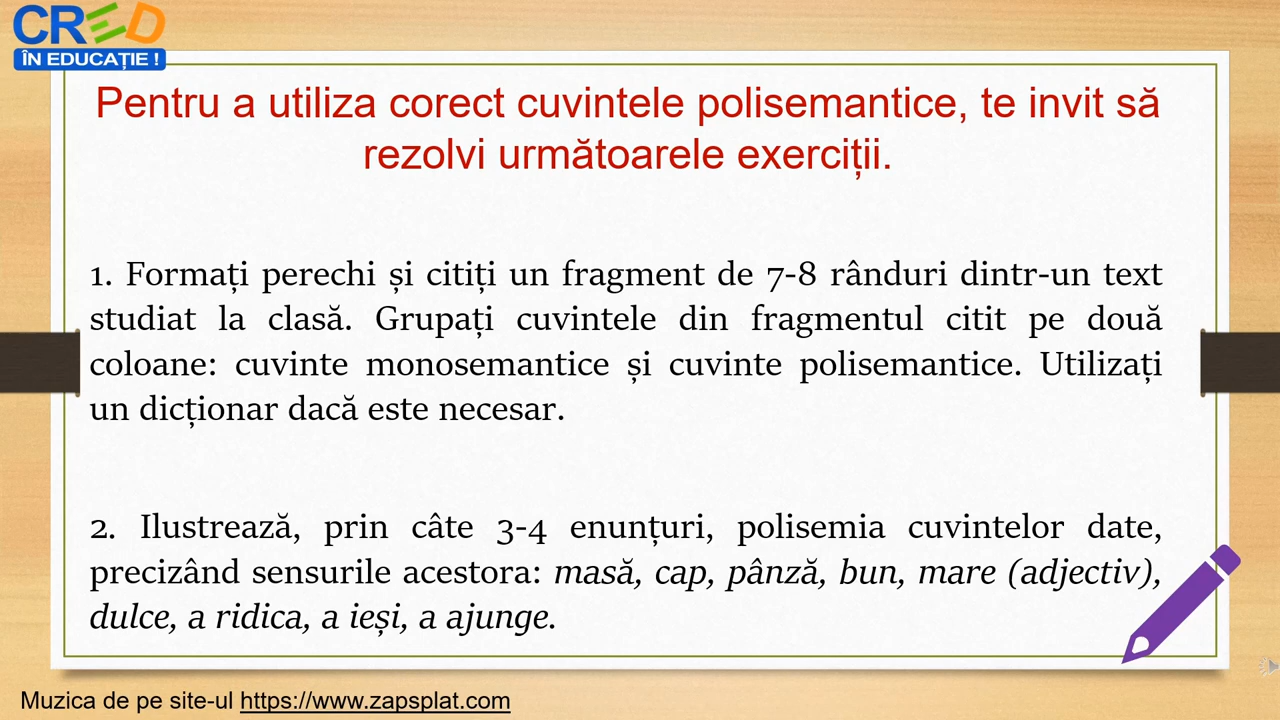 CRED
ÎN EDUCAȚIE !
Pentru a utiliza corect cuvintele polisemantice, te invit să
rezolvi următoarele exerciții.
1. Formați perechi și citiți un fragment de 7-8 rânduri dintr-un text
studiat la clasă. Grupați cuvintele din fragmentul citit pe două
coloane: cuvinte monosemantice și cuvinte polisemantice. Utilizați
un dicționar dacă este necesar.
2. Ilustrează, prin câte 3-4 enunțuri, polisemia cuvintelor date,
precizând sensurile acestora: masă, cap, pânză, bun, mare (adjectiv),
dulce, a ridica, a ieși, a ajunge.
Muzica de pe site-ul https://www.zapsplat.com